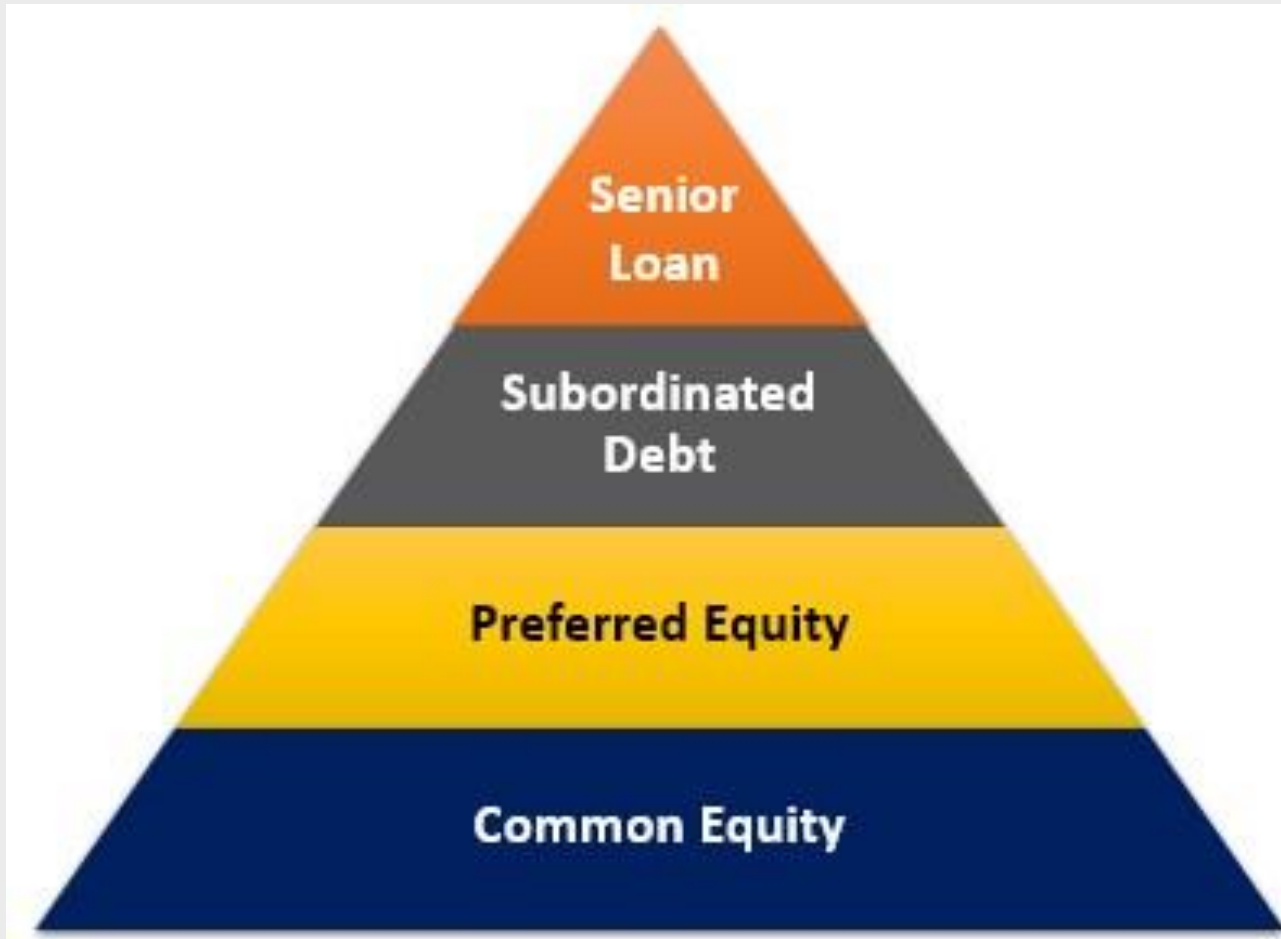 Senior
Loan
Subordinated
Debt
Preferred Equity
Common Equity